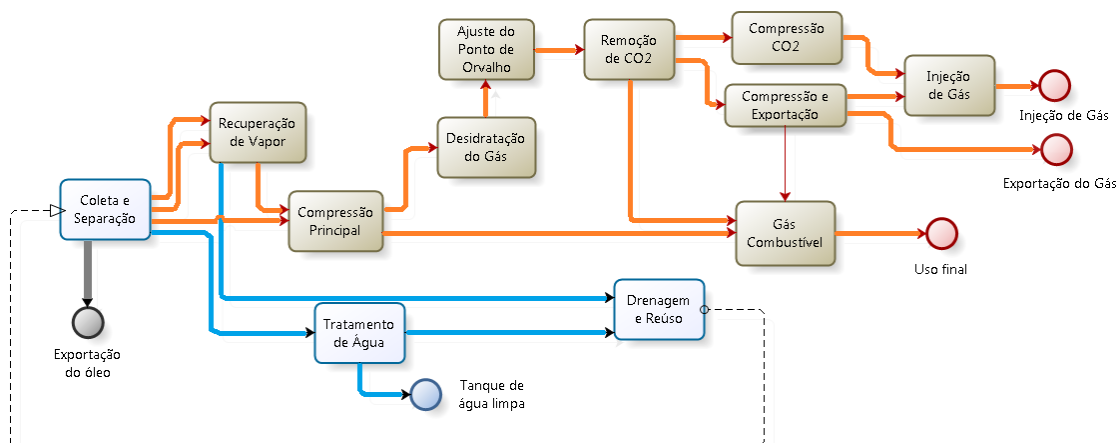 Ajuste do
Ponto de
Orvalho
Remoção
de CO2
Compressão
CO2
Injeção
de Gás
Injeção de Gás
Compressão e
Exportação
Exportação do Gás
Recuperação
de Vapor
Desidratação
do Gás
Coleta e
Separação
Compressão
Principal
Gás
Combustível
Uso final
Exportação
do óleo
Tratamento
de Água
Drenagem
e Reúso
Tanque de
água limpa